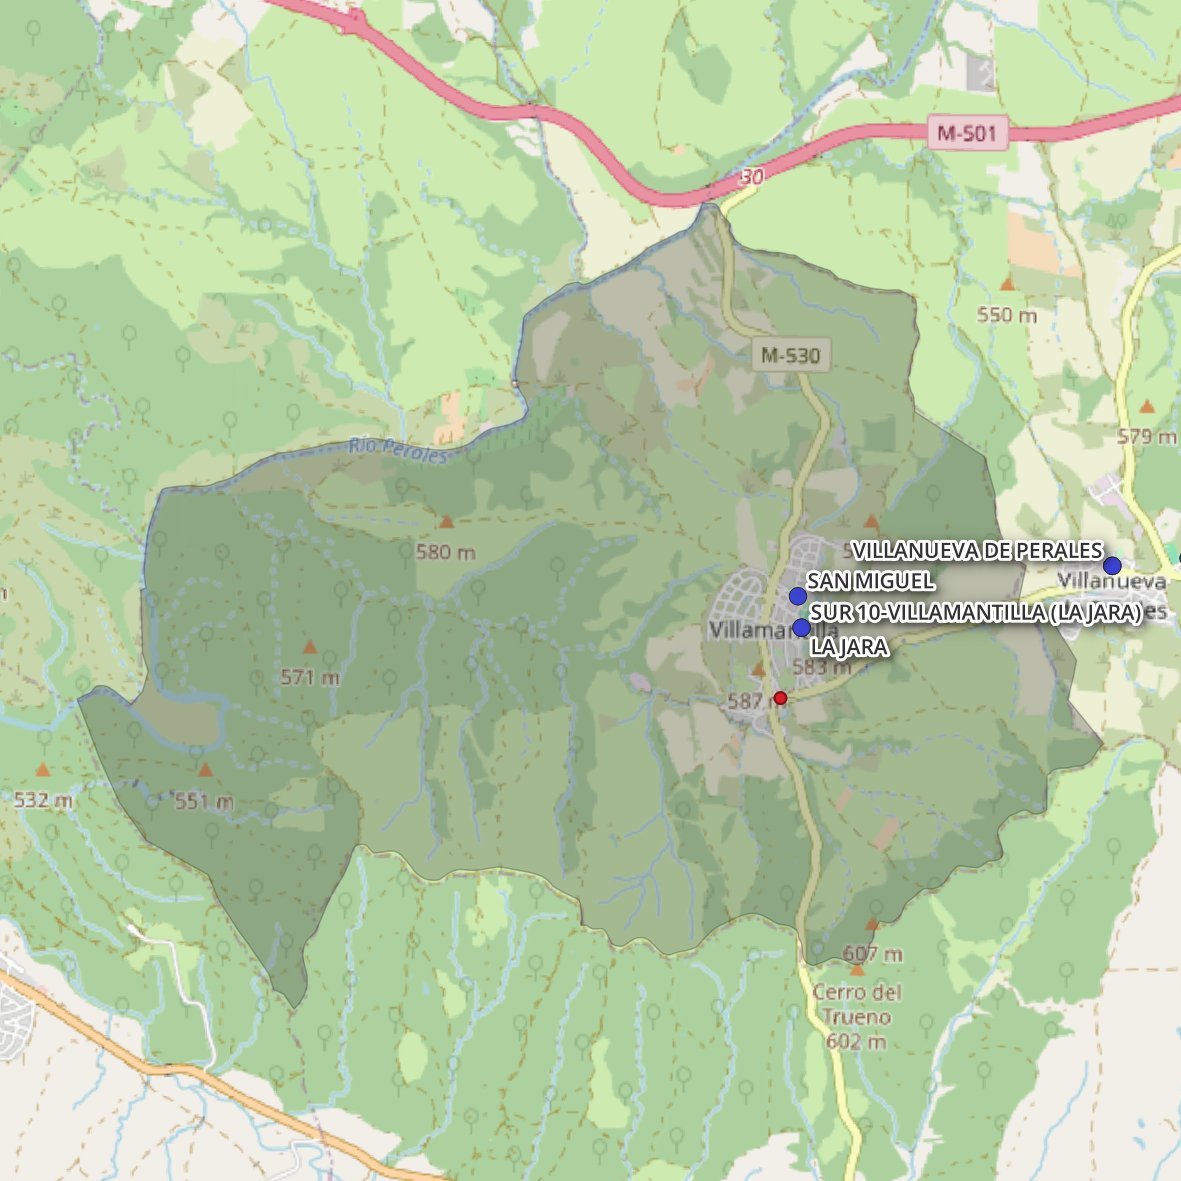 M-501
30
550 m
M-530
579 m
Río Perales
580 m
VILLANUEVA DE PERALES
SAN MIGUEL
Villanueva
SUR 10-VILLAMANTILLA (LA JARA)
LA JARA
583 m
571 m
587 m
532 m
551 m
607 m
Cerro del
Trueno
602 m